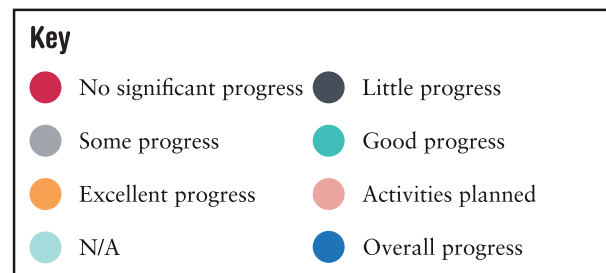 Key
No significant progress Little progress
Some progress Good progress
Excellent progress Activities planned
N/A Overall progress